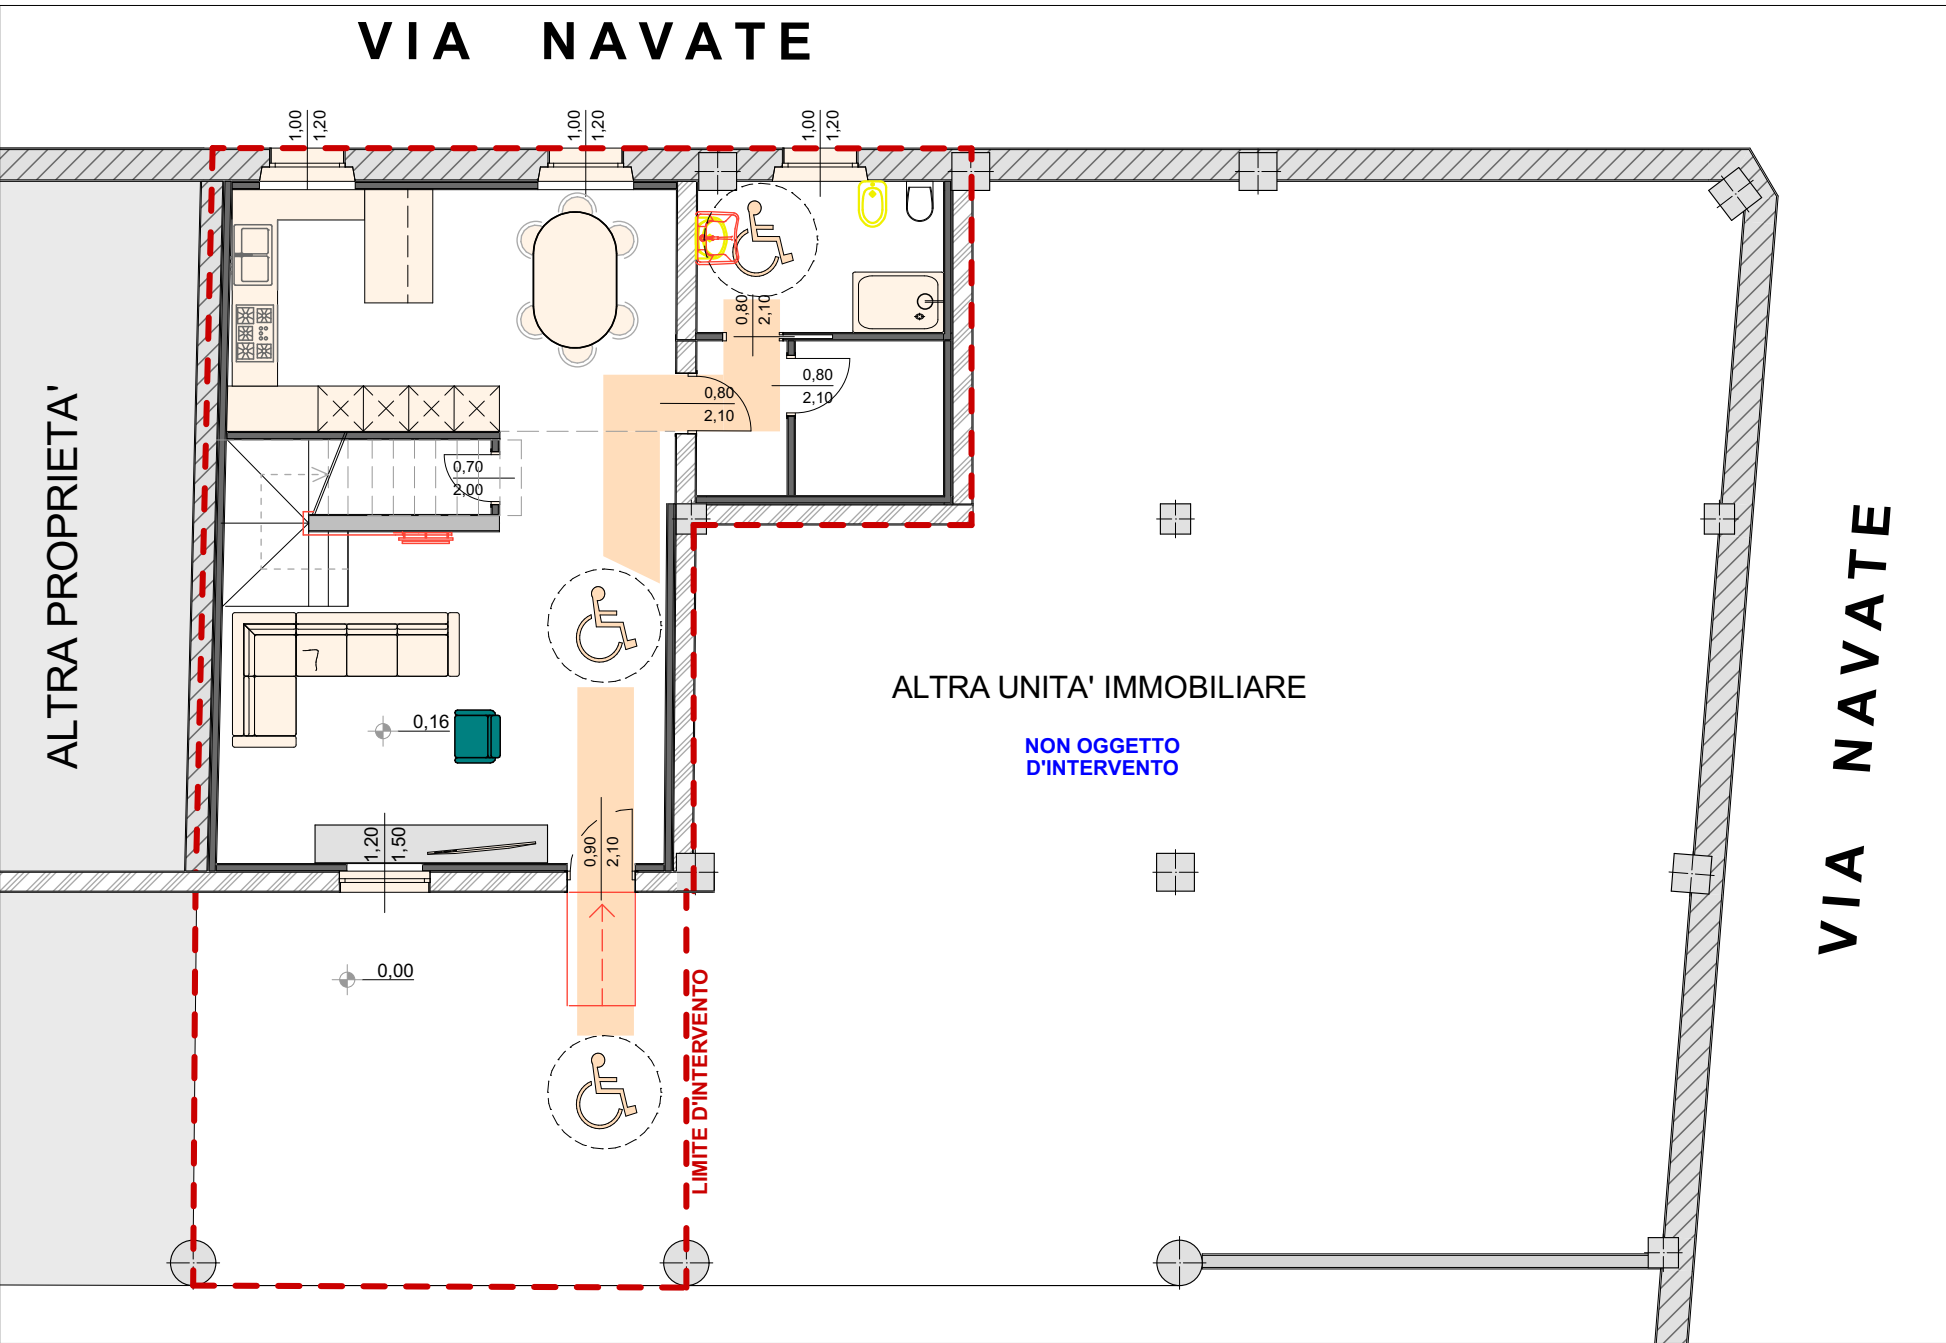 VIA NAVATE
1,00
1,20
1,00
1,20
1,00
1,20
0,80
2,10
0,80
2,10
0,80
2,10
0,70
2,00
ALTRA PROPRIETA'
VIA NAVATE
ALTRA UNITA' IMMOBILIARE
NON OGGETTO
D'INTERVENTO
0,16
1,20
1,50
0,90
2,10
0,00
LIMITE D'INTERVENTO